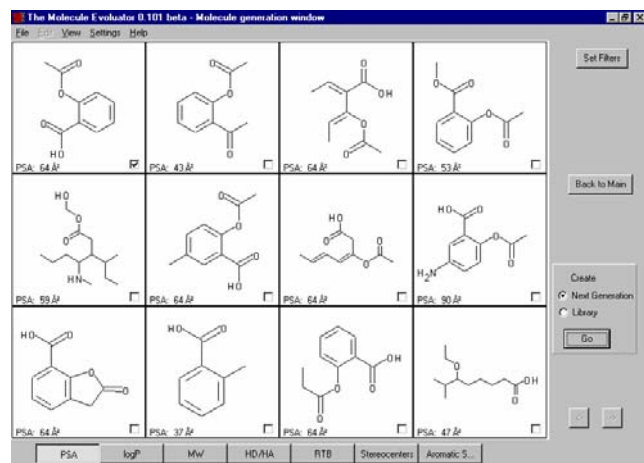 The Molecule Evoluator 0.101 beta - Molecule generation window
File Edit View Settings Help
O O O HO O
PSA: 64 Å²
O O O
PSA: 43 Å²
O OH O O
PSA: 64 Å²
O O O O
PSA: 53 Å²
HO O O HN
PSA: 59 Å²
O O O HO
PSA: 64 Å²
HO O O O
PSA: 64 Å²
HO O O O H₂N
PSA: 90 Å²
HO O O O
PSA: 64 Å²
HO O
PSA: 37 Å²
O OH O O
PSA: 64 Å²
O O OH
PSA: 47 Å²
Set Filters
Back to Main
Create
Next Generation
Library
Go
PSA logP MW HD/HA RTB Stereocenters Aromatic S...